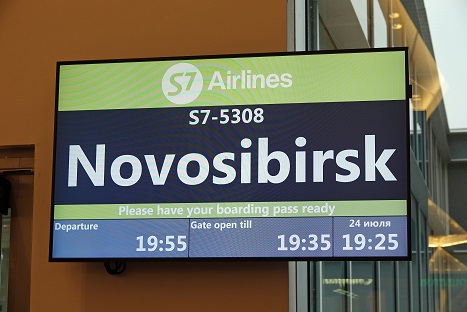 S7 Airlines
S7-5308
Novosibirsk
Please have your boarding pass ready
Departure
19:55
Gate open till
19:35
24 июля
19:25